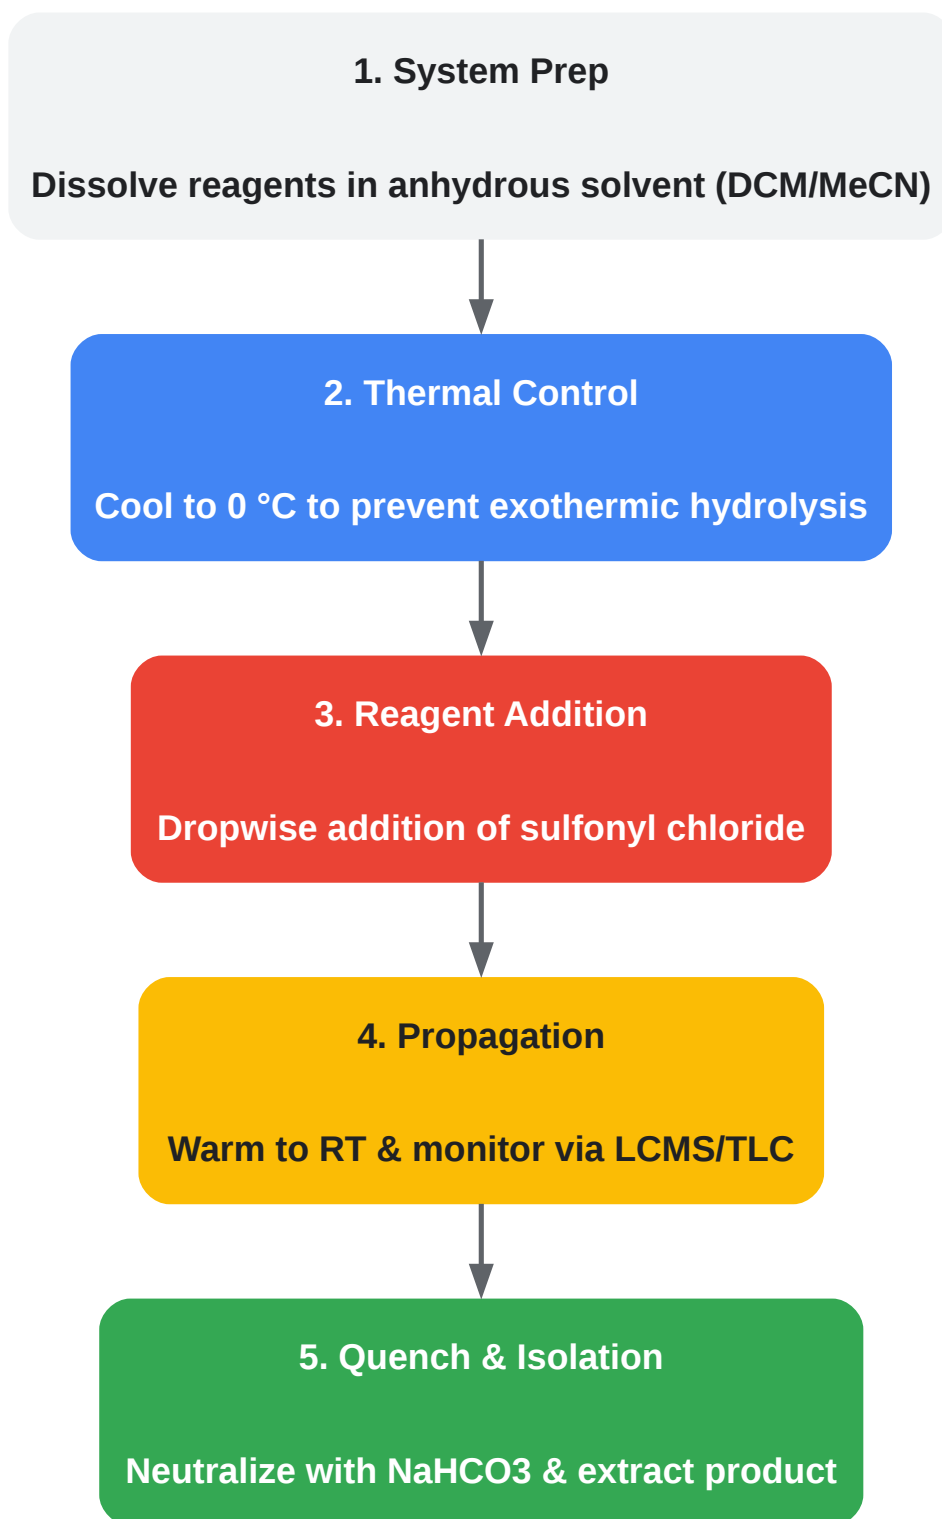 1. System Prep
Dissolve reagents in anhydrous solvent (DCM/MeCN)
2. Thermal Control
Cool to 0 °C to prevent exothermic hydrolysis
3. Reagent Addition
Dropwise addition of sulfonyl chloride
4. Propagation
Warm to RT & monitor via LCMS/TLC
5. Quench & Isolation
Neutralize with NaHCO3 & extract product